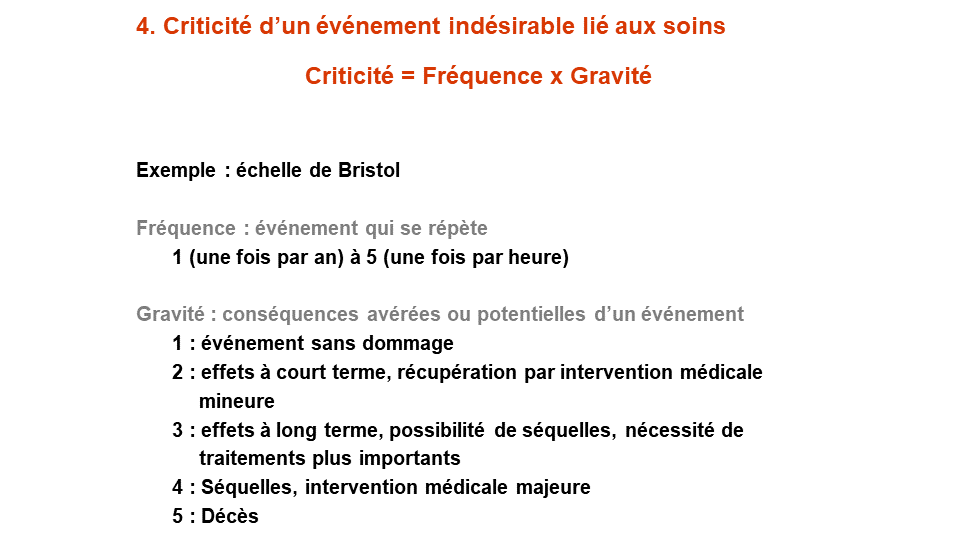 4. Criticité d’un événement indésirable lié aux soins
Criticité = Fréquence x Gravité
Exemple : échelle de Bristol
Fréquence : événement qui se répète
1 (une fois par an) à 5 (une fois par heure)
Gravité : conséquences avérées ou potentielles d’un événement
1 : événement sans dommage
2 : effets à court terme, récupération par intervention médicale
mineure
3 : effets à long terme, possibilité de séquelles, nécessité de
traitements plus importants
4 : Séquelles, intervention médicale majeure
5 : Décès